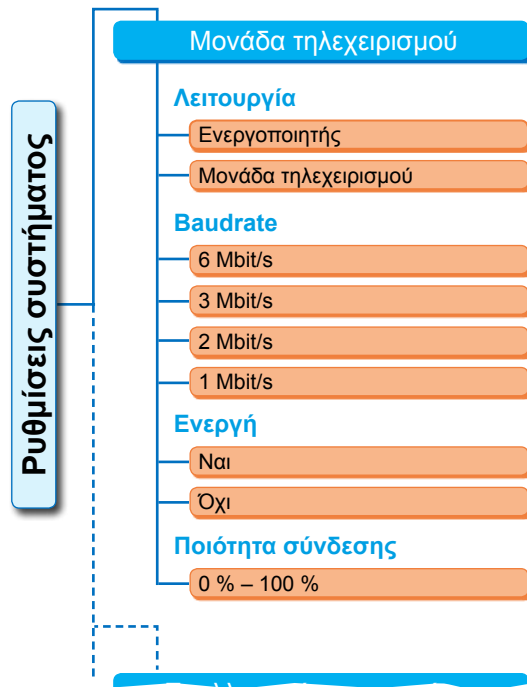 Ρυθμίσεις συστήματος
Μονάδα τηλεχειρισμού
Λειτουργία
Ενεργοποιητής
Μονάδα τηλεχειρισμού
Baudrate
6 Mbit/s
3 Mbit/s
2 Mbit/s
1 Mbit/s
Ενεργή
Ναι
Όχι
Ποιότητα σύνδεσης
0 % – 100 %